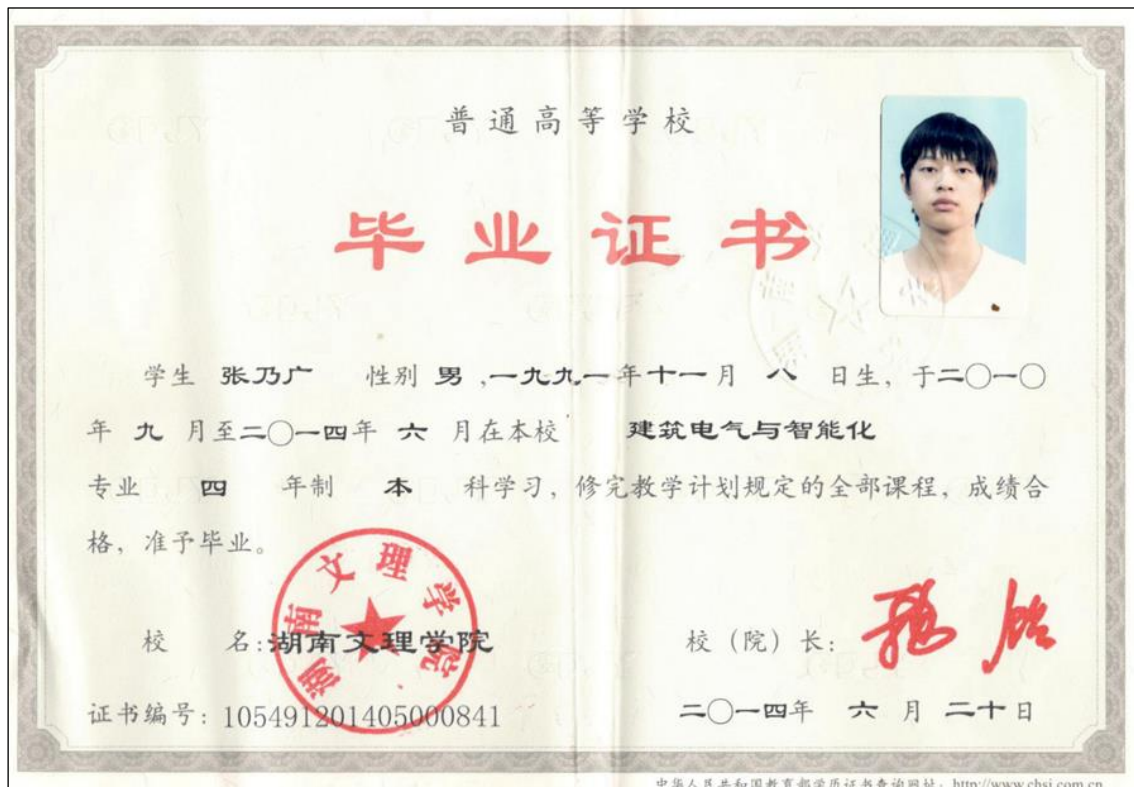 普通高等学校
毕业证书
学生 张乃广 性别 男 ,一九九一年十一月 八 日生，于二〇一〇
年 九 月至二〇一四年 六 月在本校 建筑电气与智能化
专业 四 年制 本 科学习，修完教学计划规定的全部课程，成绩合
格，准予毕业。
湖南文理学院
校 名:湖南文理学院 校（院）长:
证书编号: 105491201405000841 二〇一四年 六 月 二十日
中华人民共和国教育部学历证书查询网址: http://www.chsi.com.cn